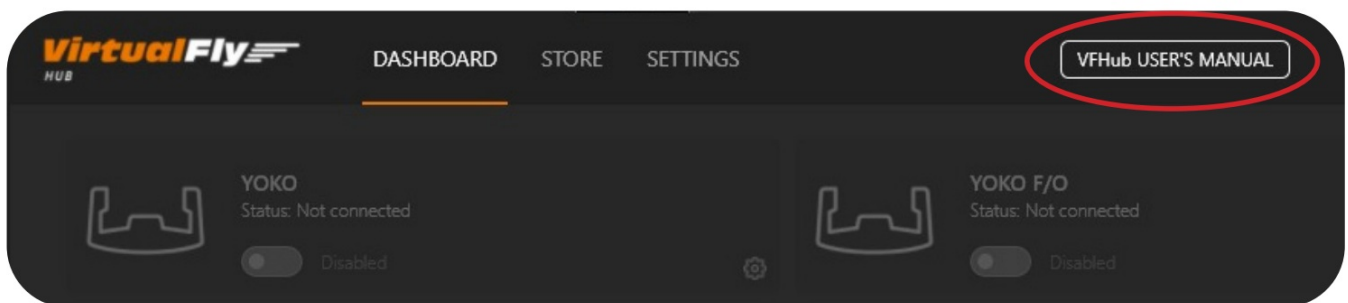 VirtualFly
HUB
DASHBOARD STORE SETTINGS
VFHub USER'S MANUAL
YOKO
Status: Not connected
Disabled
YOKO F/O
Status: Not connected
Disabled